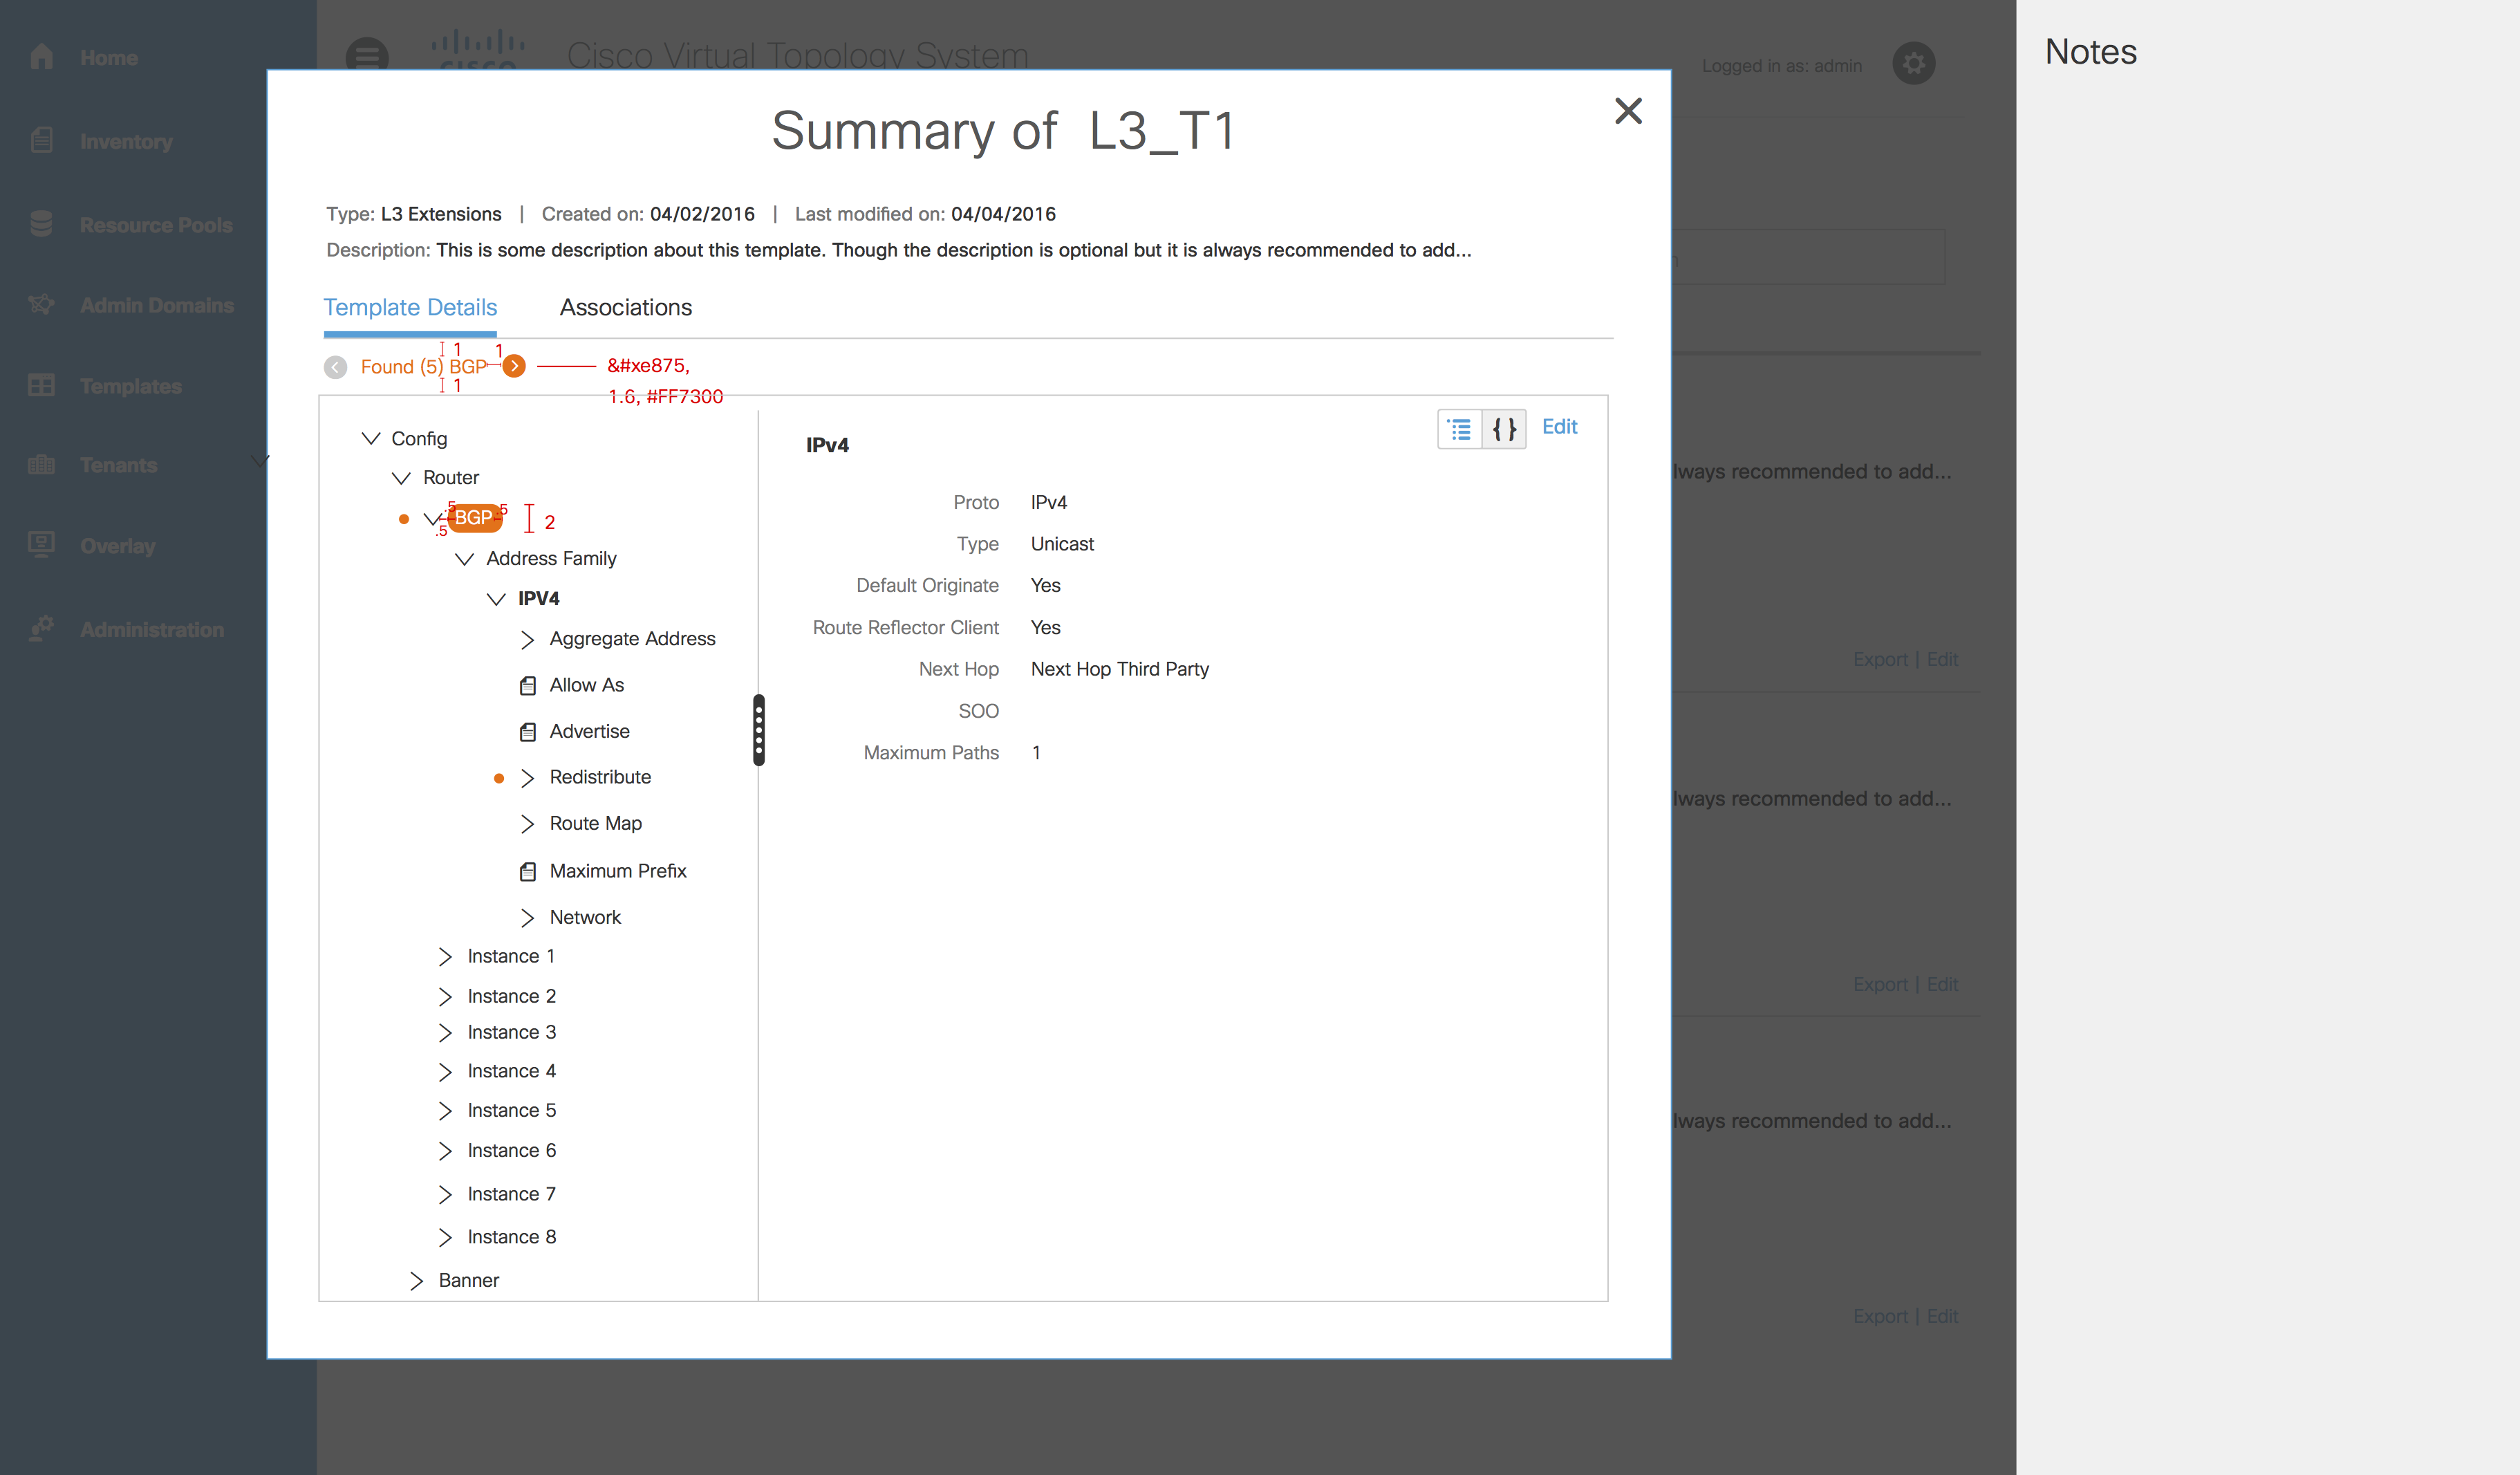 Home
Inventory
Resource Pools
Admin Domains
Templates
Tenants
Overlay
Administration
CISCO
Cisco Virtual Topology System
Logged in as: admin
Notes
Summary of L3_T1
Type: L3 Extensions | Created on: 04/02/2016 | Last modified on: 04/04/2016
Description: This is some description about this template. Though the description is optional but it is always recommended to add...
Template Details Associations
1 1
Found (5) BGP &#xe875,
1
1.6, #FF7300
Config
Router
.5 BGP .5 2
.5
Address Family
IPV4
Aggregate Address
Allow As
Advertise
Redistribute
Route Map
Maximum Prefix
Network
Instance 1
Instance 2
Instance 3
Instance 4
Instance 5
Instance 6
Instance 7
Instance 8
Banner
IPv4
{ } Edit
Proto IPv4
Type Unicast
Default Originate Yes
Route Reflector Client Yes
Next Hop Next Hop Third Party
SOO
Maximum Paths 1
lways recommended to add...
Export | Edit
lways recommended to add...
Export | Edit
lways recommended to add...
Export | Edit